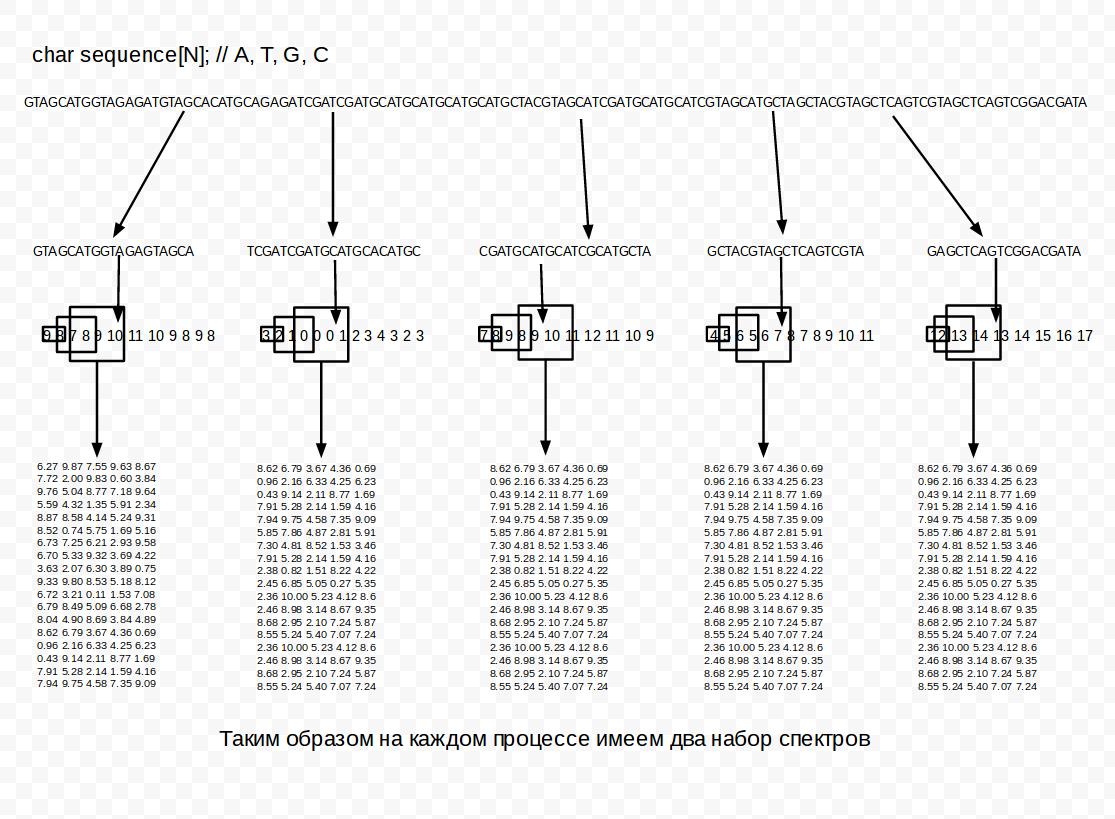 char sequence[N]; // A, T, G, C
GTAGCATGGTAGAGATGTAGCACATGCAGAGATCGATCGATGCATGCATGCATGCATGCTACGTAGCATCGATGCATGCATCGTAGCATGCTAGCTACGTAGCTCAGTCGTAGCTCAGTCGGACGATA
GTAGCATGGTAGAGTAGCA
TCGATCGATGCATGCACATGC
CGATGCATGCATCGCATGCTA
GCTACGTAGCTCAGTCGTA
GAGCTCAGTCGGACGATA
9 8 7 8 9 10 11 10 9 8 9 8
3 2 1 0 0 0 1 2 3 4 3 2 3
7 8 9 8 9 10 11 12 11 10 9
4 5 6 5 6 7 8 7 8 9 10 11
12 13 14 13 14 15 16 17
6.27 9.87 7.55 9.63 8.67
7.72 2.00 9.83 0.60 3.84
9.76 5.04 8.77 7.18 9.64
5.59 4.32 1.35 5.91 2.34
8.87 8.58 4.14 5.24 9.31
8.52 0.74 5.75 1.69 5.16
6.73 7.25 6.21 2.93 9.58
6.70 5.33 9.32 3.69 4.22
3.63 2.07 6.30 3.89 0.75
9.33 9.80 8.53 5.18 8.12
6.72 3.21 0.11 1.53 7.08
6.79 8.49 5.09 6.68 2.78
8.04 4.90 8.69 3.84 4.89
8.62 6.79 3.67 4.36 0.69
0.96 2.16 6.33 4.25 6.23
0.43 9.14 2.11 8.77 1.69
7.91 5.28 2.14 1.59 4.16
7.94 9.75 4.58 7.35 9.09
8.62 6.79 3.67 4.36 0.69
0.96 2.16 6.33 4.25 6.23
0.43 9.14 2.11 8.77 1.69
7.91 5.28 2.14 1.59 4.16
7.94 9.75 4.58 7.35 9.09
5.85 7.86 4.87 2.81 5.91
7.30 4.81 8.52 1.53 3.46
7.91 5.28 2.14 1.59 4.16
2.38 0.82 1.51 8.22 4.22
2.45 6.85 5.05 0.27 5.35
2.36 10.00 5.23 4.12 8.6
2.46 8.98 3.14 8.67 9.35
8.68 2.95 2.10 7.24 5.87
8.55 5.24 5.40 7.07 7.24
2.36 10.00 5.23 4.12 8.6
2.46 8.98 3.14 8.67 9.35
8.68 2.95 2.10 7.24 5.87
8.55 5.24 5.40 7.07 7.24
8.62 6.79 3.67 4.36 0.69
0.96 2.16 6.33 4.25 6.23
0.43 9.14 2.11 8.77 1.69
7.91 5.28 2.14 1.59 4.16
7.94 9.75 4.58 7.35 9.09
5.85 7.86 4.87 2.81 5.91
7.30 4.81 8.52 1.53 3.46
7.91 5.28 2.14 1.59 4.16
2.38 0.82 1.51 8.22 4.22
2.45 6.85 5.05 0.27 5.35
2.36 10.00 5.23 4.12 8.6
2.46 8.98 3.14 8.67 9.35
8.68 2.95 2.10 7.24 5.87
8.55 5.24 5.40 7.07 7.24
2.36 10.00 5.23 4.12 8.6
2.46 8.98 3.14 8.67 9.35
8.68 2.95 2.10 7.24 5.87
8.55 5.24 5.40 7.07 7.24
8.62 6.79 3.67 4.36 0.69
0.96 2.16 6.33 4.25 6.23
0.43 9.14 2.11 8.77 1.69
7.91 5.28 2.14 1.59 4.16
7.94 9.75 4.58 7.35 9.09
5.85 7.86 4.87 2.81 5.91
7.30 4.81 8.52 1.53 3.46
7.91 5.28 2.14 1.59 4.16
2.38 0.82 1.51 8.22 4.22
2.45 6.85 5.05 0.27 5.35
2.36 10.00 5.23 4.12 8.6
2.46 8.98 3.14 8.67 9.35
8.68 2.95 2.10 7.24 5.87
8.55 5.24 5.40 7.07 7.24
2.36 10.00 5.23 4.12 8.6
2.46 8.98 3.14 8.67 9.35
8.68 2.95 2.10 7.24 5.87
8.55 5.24 5.40 7.07 7.24
8.62 6.79 3.67 4.36 0.69
0.96 2.16 6.33 4.25 6.23
0.43 9.14 2.11 8.77 1.69
7.91 5.28 2.14 1.59 4.16
7.94 9.75 4.58 7.35 9.09
5.85 7.86 4.87 2.81 5.91
7.30 4.81 8.52 1.53 3.46
7.91 5.28 2.14 1.59 4.16
2.38 0.82 1.51 8.22 4.22
2.45 6.85 5.05 0.27 5.35
2.36 10.00 5.23 4.12 8.6
2.46 8.98 3.14 8.67 9.35
8.68 2.95 2.10 7.24 5.87
8.55 5.24 5.40 7.07 7.24
2.36 10.00 5.23 4.12 8.6
2.46 8.98 3.14 8.67 9.35
8.68 2.95 2.10 7.24 5.87
8.55 5.24 5.40 7.07 7.24
Таким образом на каждом процессе имеем два набор спектров